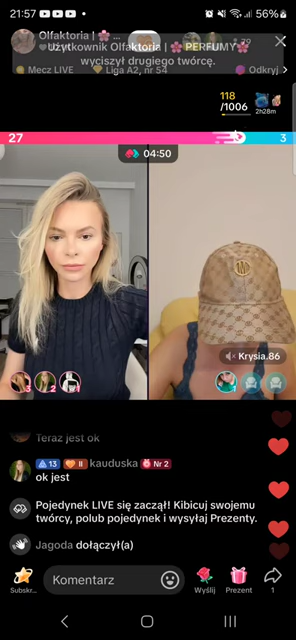 21:57
56%
Olfaktoria | 🌸 ...
Użytkownik Olfaktoria | 🌸 PERFUMY🌸
wyciszył drugiego twórcę.
Mecz LIVE
Liga A2, nr 54
Odkryj >
118
/1006
2h28m
27
3
04:50
Krysia.86
3
2
1
Teraz jest ok
13 II kauduska Nr 2
ok jest
Pojedynek LIVE się zaczął! Kibicuj swojemu
twórcy, polub pojedynek i wysyłaj Prezenty.
Jagoda dołączył(a)
Subskr...
Komentarz
Wyślij
Prezent
1